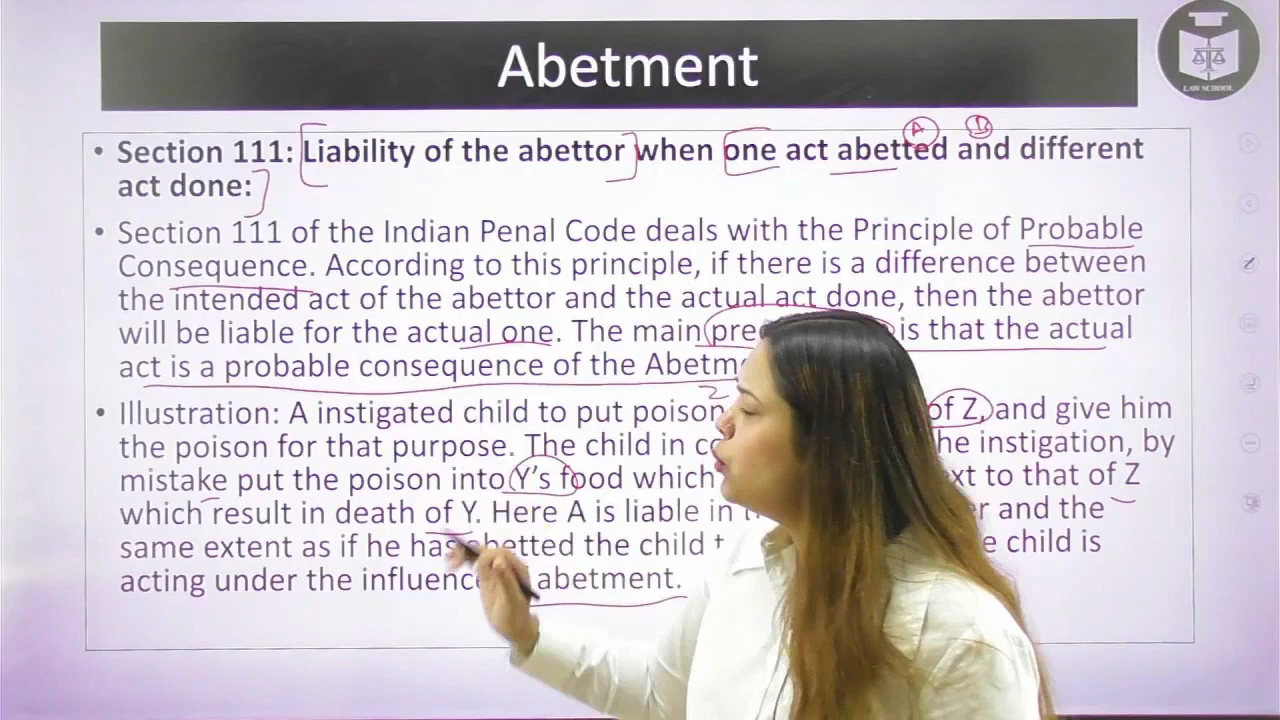 Abetment
LAW SCHOOL
A D
• Section 111: Liability of the abettor when one act abetted and different
act done:
• Section 111 of the Indian Penal Code deals with the Principle of Probable
Consequence. According to this principle, if there is a difference between
the intended act of the abettor and the actual act done, then the abettor
will be liable for the actual one. The main is that the actual
act is a probable consequence of the
• Illustration: A instigated child to put poison of Z, and give him
the poison for that purpose. The child in the instigation, by
mistake put the poison into Y's food which to that of Z
which result in death of Y. Here A is liable in and the
same extent as if he has abetted the child child is
acting under the influence abetment.